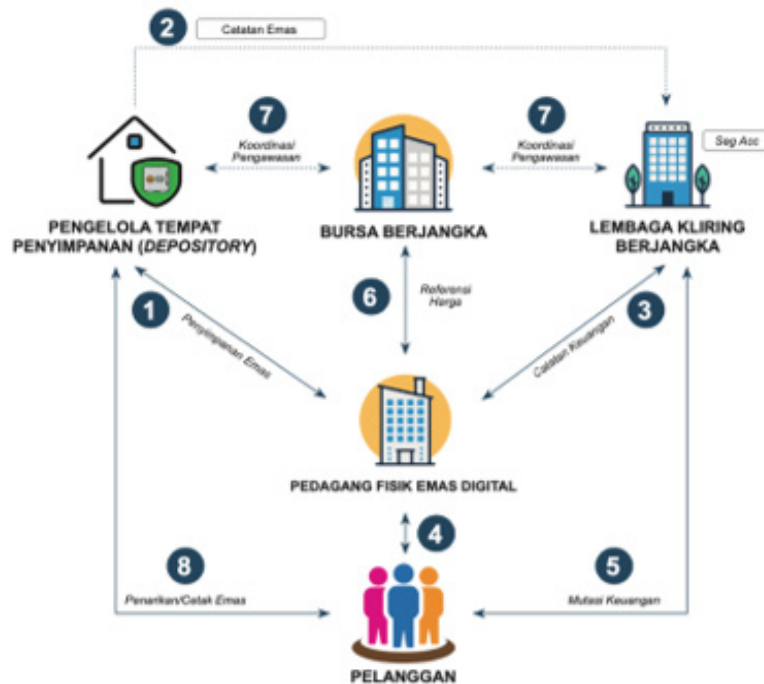 2
Catatan Emas
7
7
Koordinasi
Pengawasan
Koordinasi
Pengawasan
Seg Acc
PENGELOLA TEMPAT
PENYIMPANAN (DEPOSITORY)
BURSA BERJANGKA
LEMBAGA KLIRING
BERJANGKA
1
Penyimpanan Emas
6
Referensi
Harga
3
Catatan Keuangan
PEDAGANG FISIK EMAS DIGITAL
4
8
Penarikan/Cetak Emas
5
Mutasi Keuangan
PELANGGAN